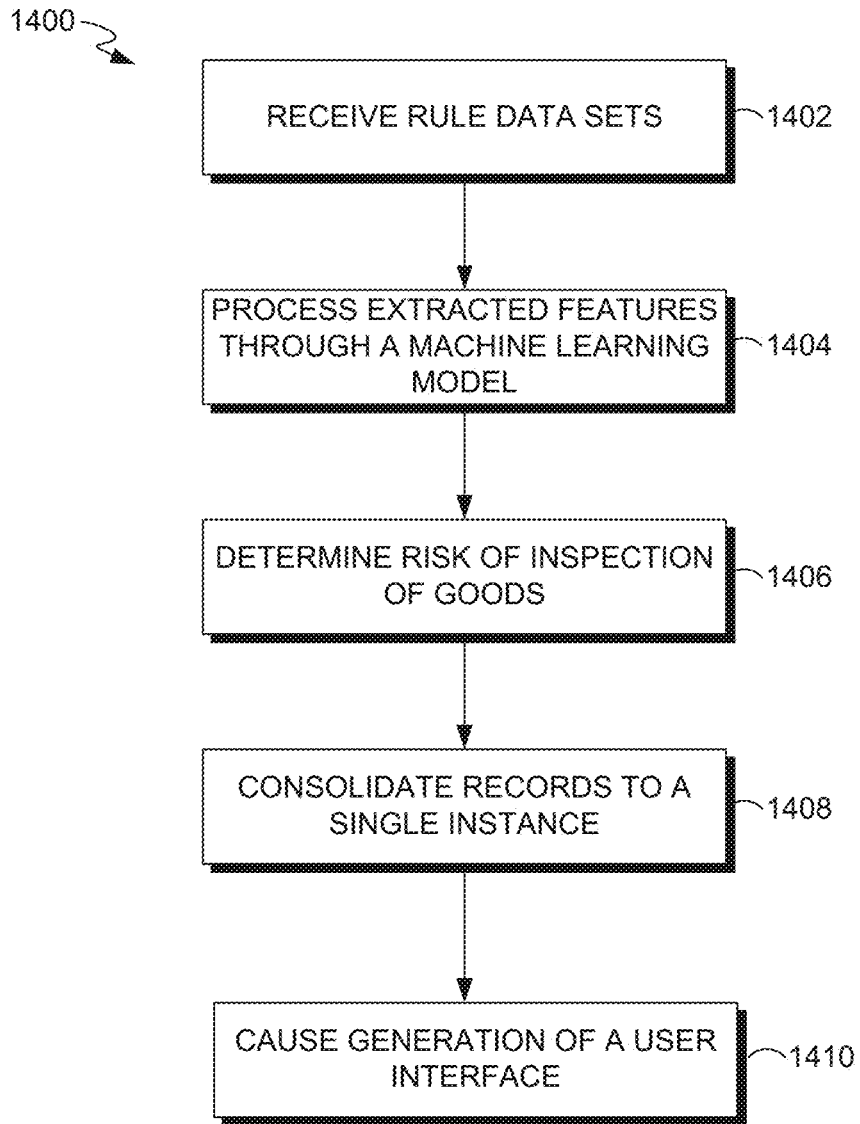 1400
RECEIVE RULE DATA SETS
1402
PROCESS EXTRACTED FEATURES
THROUGH A MACHINE LEARNING
MODEL
1404
DETERMINE RISK OF INSPECTION
OF GOODS
1406
CONSOLIDATE RECORDS TO A
SINGLE INSTANCE
1408
CAUSE GENERATION OF A USER
INTERFACE
1410